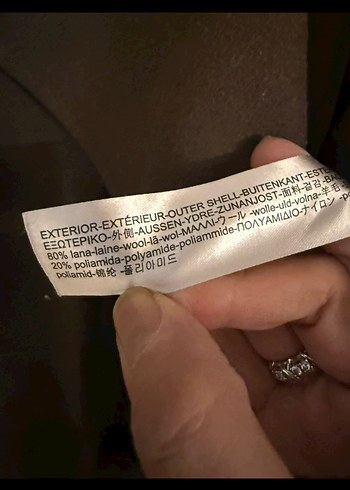 EXTERIOR-EXTÉRIEUR-OUTER SHELL-BUITENKANT-ESTE
ΕΞΩΤΕΡΙΚΟ-外側-AUSSEN-YDRE-ZUNANJOST-面料-겉감-
80% lana-laine-wool-lã-wol-ΜΑΛΛΙ-ウール -wolle-uld-volna-羊毛-
20% poliamida-polyamide-poliammide-ΠΟΛΥΑΜΙΔΙΟ-ナイロン
poliamid-锦纶 -폴리아미드